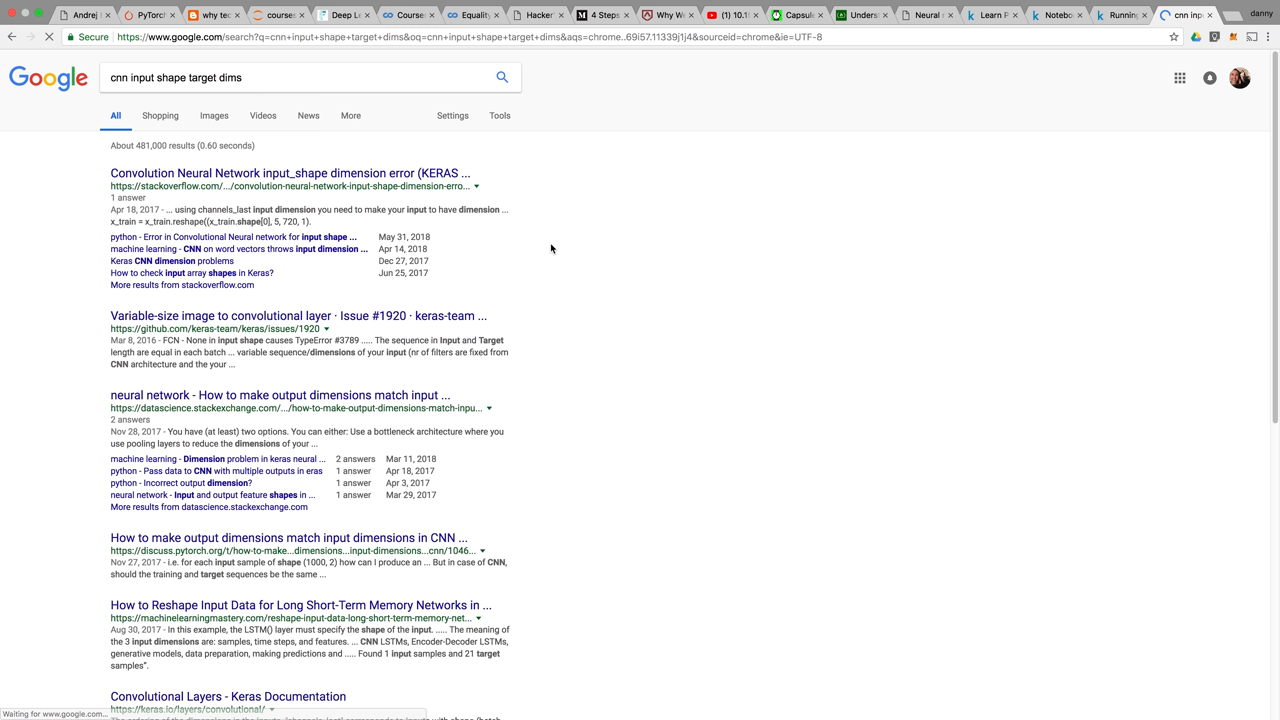 Andrej
PyTorc
why tec
courses
Deep Le
Course
Equality
Hacker'
4 Steps
Why We
(1) 10.1
Capsule
Unders
Neural
Learn P
Notebo
Running
cnn inpu
danny
Secure
https://www.google.com/search?q=cnn+input+shape+target+dims&oq=cnn+input+shape+target+dims&aqs=chrome..69i57.11339j1j4&sourceid=chrome&ie=UTF-8
Google
cnn input shape target dims
All Shopping Images Videos News More Settings Tools
About 481,000 results (0.60 seconds)
Convolution Neural Network input_shape dimension error (KERAS ...
https://stackoverflow.com/.../convolution-neural-network-input-shape-dimension-erro...
1 answer
Apr 18, 2017 - ... using channels_last input dimension you need to make your input to have dimension ...
x_train = x_train.reshape((x_train.shape[0], 5, 720, 1).
python - Error in Convolutional Neural network for input shape ... May 31, 2018
machine learning - CNN on word vectors throws input dimension ... Apr 14, 2018
Keras CNN dimension problems Dec 27, 2017
How to check input array shapes in Keras? Jun 25, 2017
More results from stackoverflow.com
Variable-size image to convolutional layer · Issue #1920 · keras-team ...
https://github.com/keras-team/keras/issues/1920
Mar 8, 2016 - FCN - None in input shape causes TypeError #3789 ..... The sequence in Input and Target
length are equal in each batch ... variable sequence/dimensions of your input (nr of filters are fixed from
CNN architecture and the your ...
neural network - How to make output dimensions match input ...
https://datascience.stackexchange.com/.../how-to-make-output-dimensions-match-inpu...
2 answers
Nov 28, 2017 - You have (at least) two options. You can either: Use a bottleneck architecture where you
use pooling layers to reduce the dimensions of your ...
machine learning - Dimension problem in keras neural ... 2 answers Mar 11, 2018
python - Pass data to CNN with multiple outputs in eras 1 answer Apr 18, 2017
python - Incorrect output dimension? 1 answer Apr 3, 2017
neural network - Input and output feature shapes in ... 1 answer Mar 29, 2017
More results from datascience.stackexchange.com
How to make output dimensions match input dimensions in CNN ...
https://discuss.pytorch.org/t/how-to-make...dimensions...input-dimensions...cnn/1046...
Nov 27, 2017 - i.e. for each input sample of shape (1000, 2) how can I produce an ... But in case of CNN,
should the training and target sequences be the same ...
How to Reshape Input Data for Long Short-Term Memory Networks in ...
https://machinelearningmastery.com/reshape-input-data-long-short-term-memory-net...
Aug 30, 2017 - In this example, the LSTM() layer must specify the shape of the input. ..... The meaning of
the 3 input dimensions are: samples, time steps, and features. ... CNN LSTMs, Encoder-Decoder LSTMs,
generative models, data preparation, making predictions and ..... Found 1 input samples and 21 target
samples".
Convolutional Layers - Keras Documentation
https://keras.io/layers/convolutional/
Waiting for www.google.com...